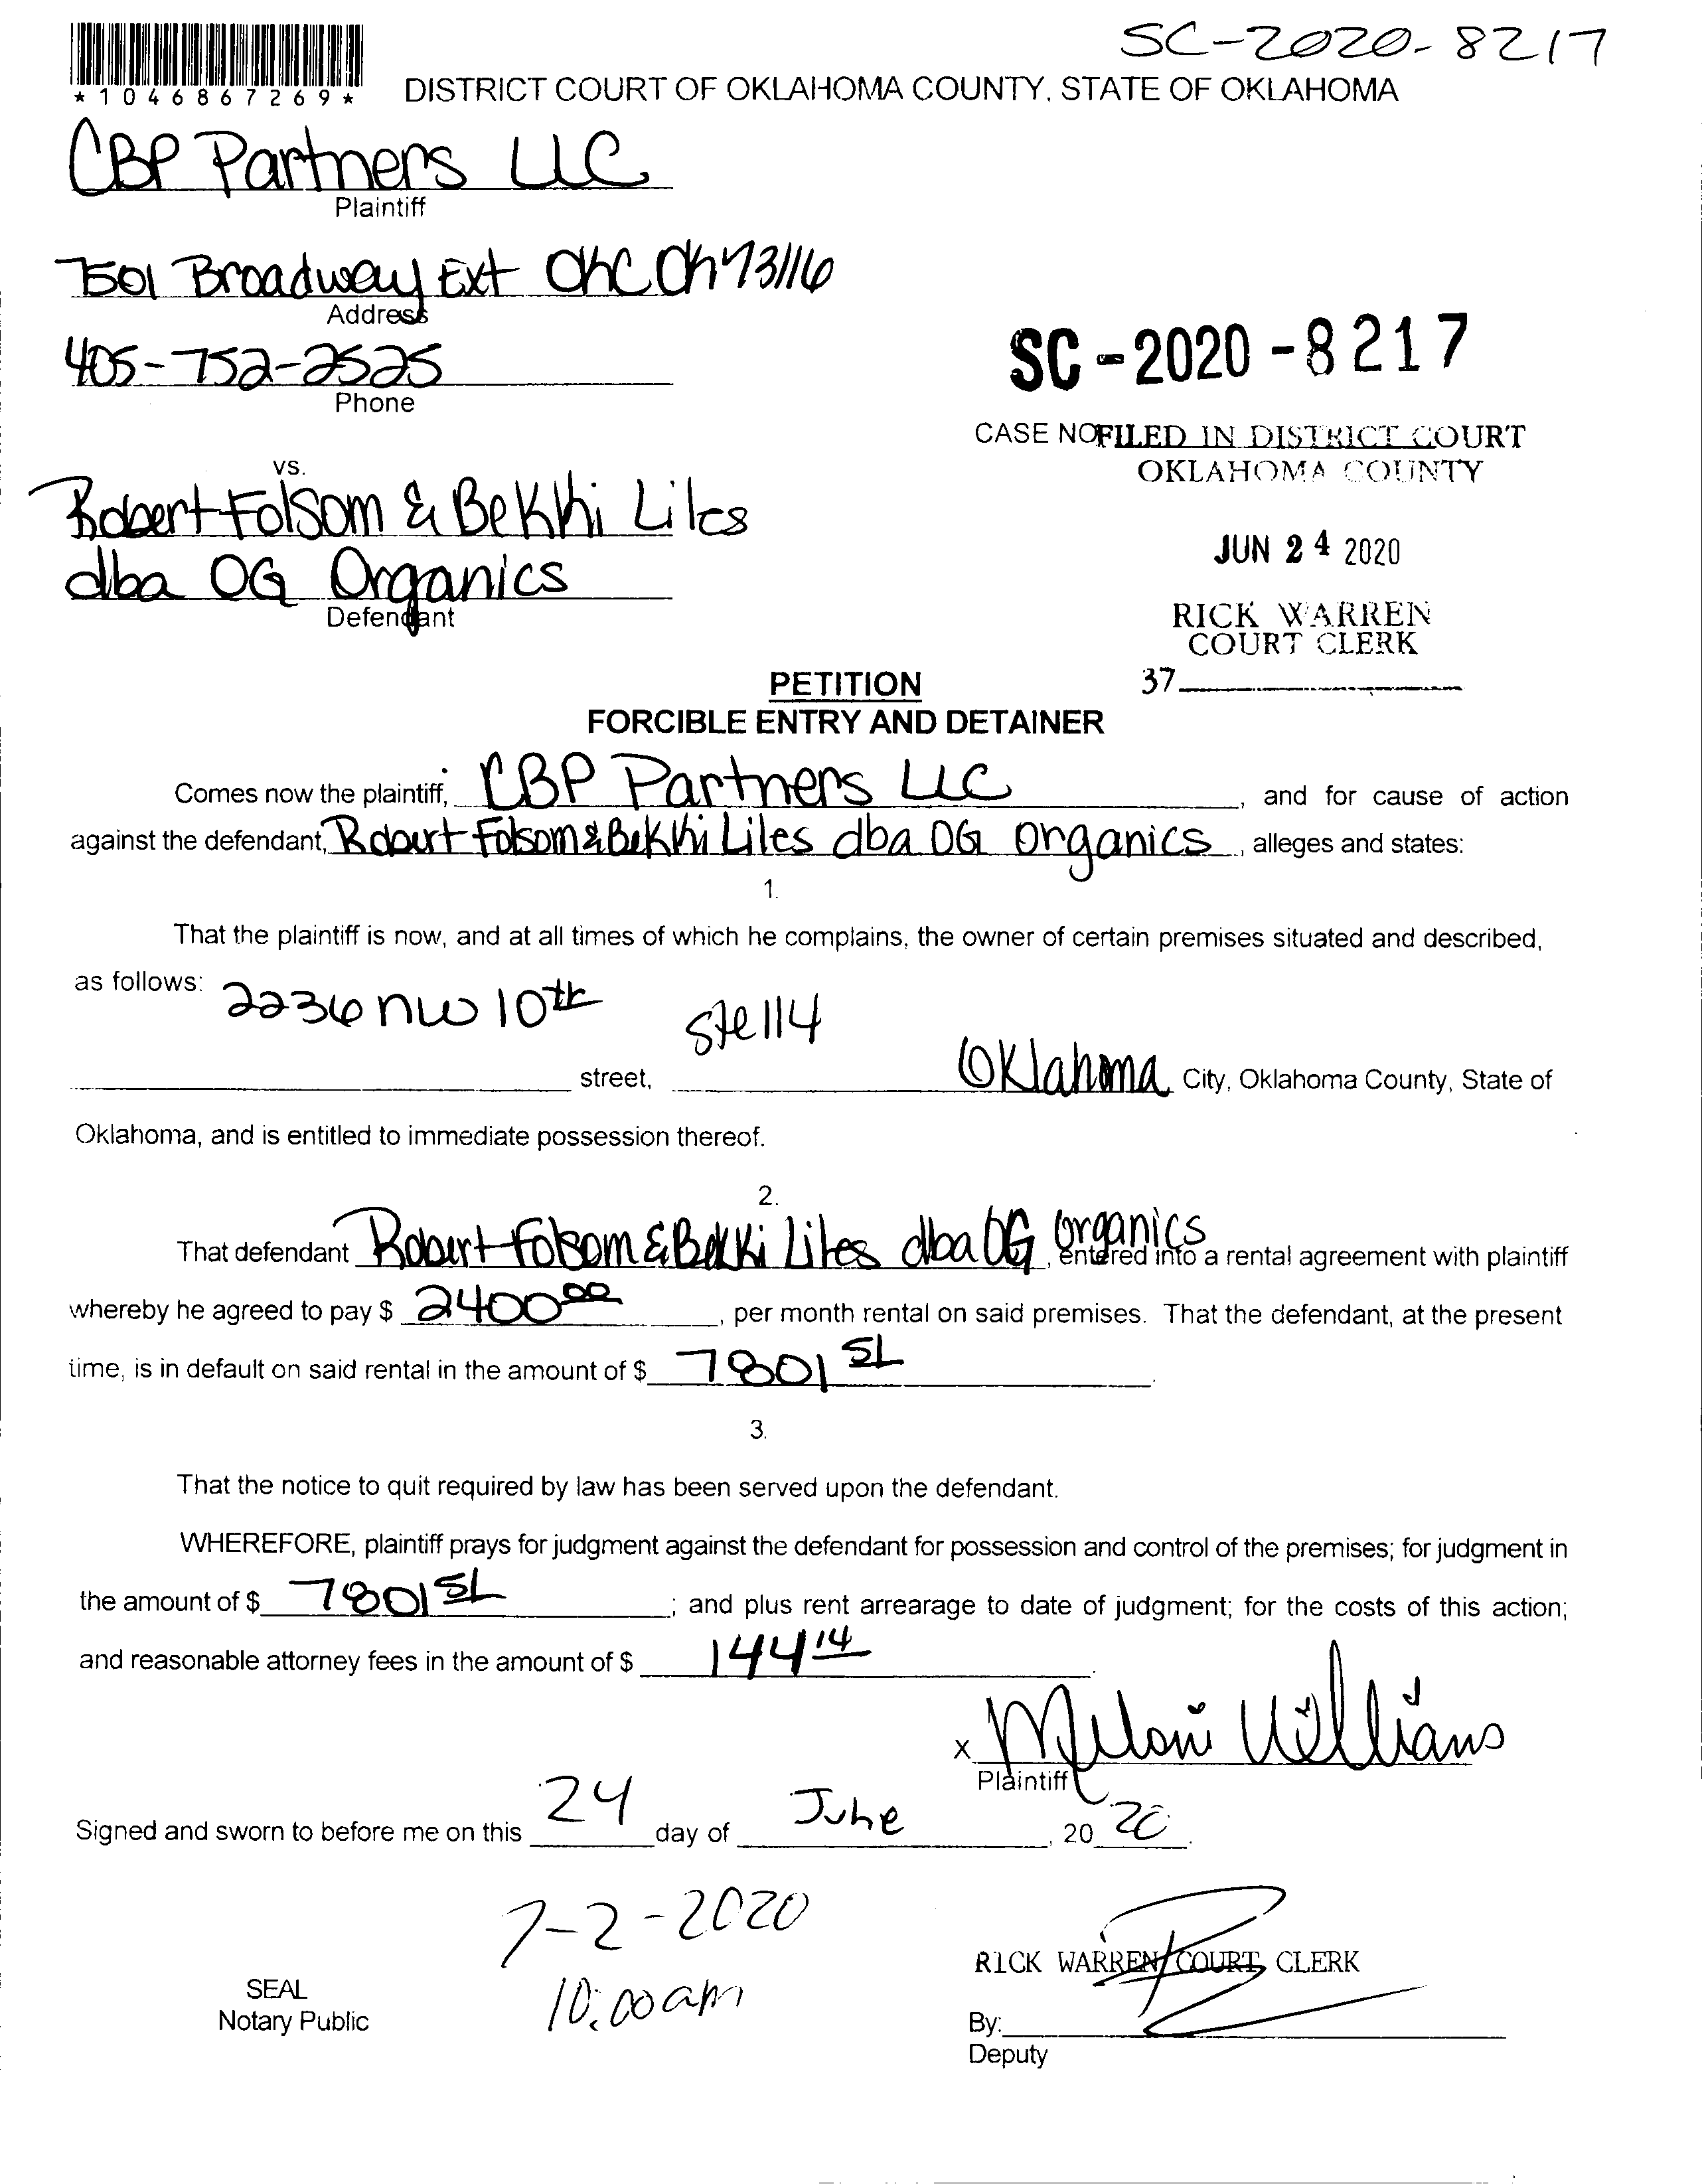 SC-2020-8217
*1046867269*
DISTRICT COURT OF OKLAHOMA COUNTY, STATE OF OKLAHOMA
CBP Partners LLC
Plaintiff
7501 Broadway Ext OKC Ok 73116
Address
405-752-2525
Phone
SC-2020-8217
CASE NO
FILED IN DISTRICT COURT
OKLAHOMA COUNTY
vs.
Robert Folsom & Bekhi Liles
dba OG Organics
Defendant
JUN 24 2020
RICK WARREN
COURT CLERK
37
PETITION
FORCIBLE ENTRY AND DETAINER
Comes now the plaintiff, CBP Partners LLC, and for cause of action
against the defendant, Robert Folsom & Bekhi Liles dba OG Organics, alleges and states:
1.
That the plaintiff is now, and at all times of which he complains, the owner of certain premises situated and described,
as follows: 2236 NW 10th Ste 114
street, Oklahoma City, Oklahoma County, State of
Oklahoma, and is entitled to immediate possession thereof.
2.
That defendant Robert Folsom & Liles dba OG Organics, entered into a rental agreement with plaintiff
whereby he agreed to pay $ 2400 00, per month rental on said premises. That the defendant, at the present
time, is in default on said rental in the amount of $ 7801.
3.
That the notice to quit required by law has been served upon the defendant.
WHEREFORE, plaintiff prays for judgment against the defendant for possession and control of the premises; for judgment in
the amount of $ 7801; and plus rent arrearage to date of judgment; for the costs of this action;
and reasonable attorney fees in the amount of $ 144 14.
x Meloni Williams
Plaintiff
Signed and sworn to before me on this 24 day of June, 2020.
7-2-2020
10:00am
SEAL
Notary Public
RICK WARREN, COURT CLERK
By:
Deputy